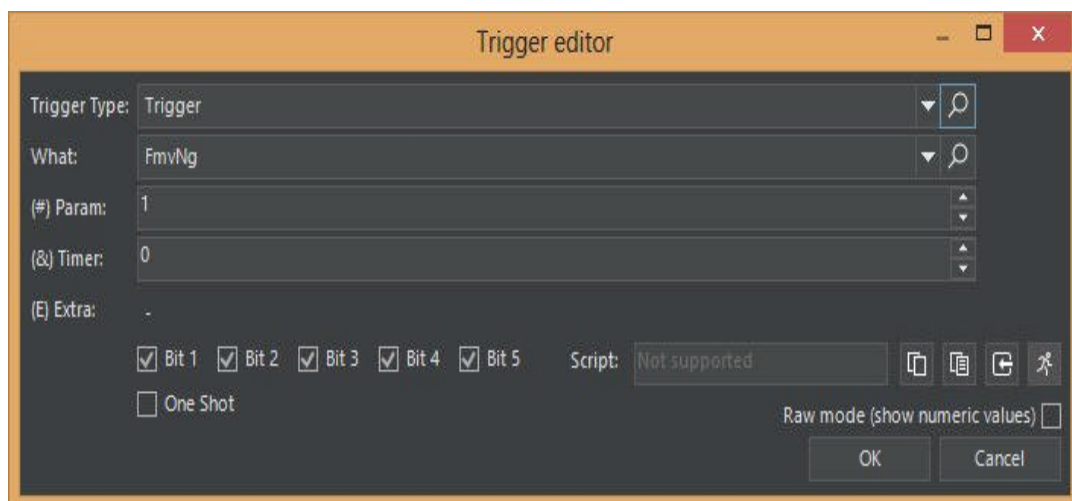 Trigger editor
Trigger Type: Trigger
What: FmvNg
(#) Param: 1
(&) Timer: 0
(E) Extra: -
Bit 1 Bit 2 Bit 3 Bit 4 Bit 5 Script: Not supported
One Shot
Raw mode (show numeric values)
OK Cancel